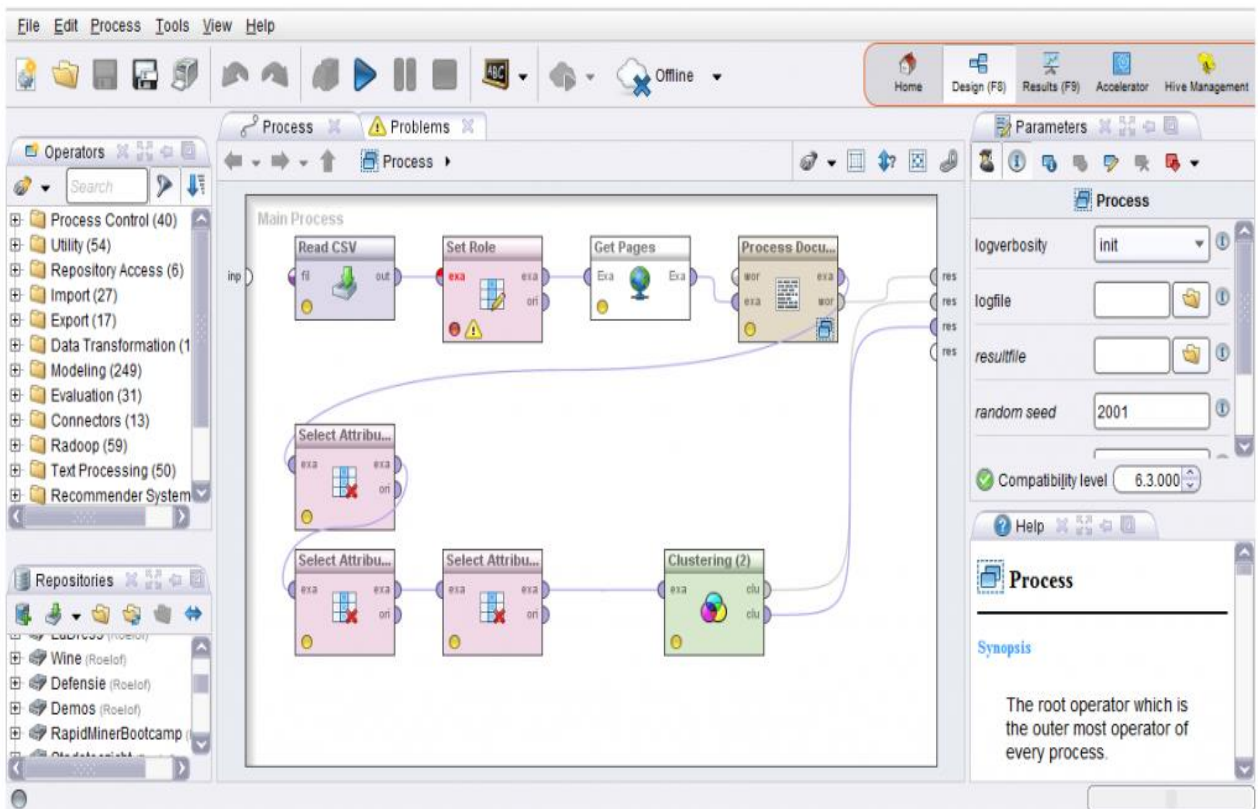 File Edit Process Tools View Help
Offline
Home Design (F8) Results (F9) Accelerator Hive Management
Process Problems
Operators
Search
Process Control (40)
Utility (54)
Repository Access (6)
Import (27)
Export (17)
Data Transformation (1
Modeling (249)
Evaluation (31)
Connectors (13)
Radoop (59)
Text Processing (50)
Recommender System
Repositories
Wine (Roelof)
Defensie (Roelof)
Demos (Roelof)
RapidMinerBootcamp (
Process
Main Process
inp
Read CSV
fil out
Set Role
exa exa
ori
Get Pages
Exa Exa
Process Docu...
wor exa
exa wor
res
res
res
res
Select Attribu...
exa exa
ori
Select Attribu...
exa exa
ori
Select Attribu...
exa exa
ori
Clustering (2)
exa clu
clu
Parameters
Process
logverbosity init
logfile
resultfile
random seed 2001
Compatibility level 6.3.000
Help
Process
Synopsis
The root operator which is
the outer most operator of
every process.